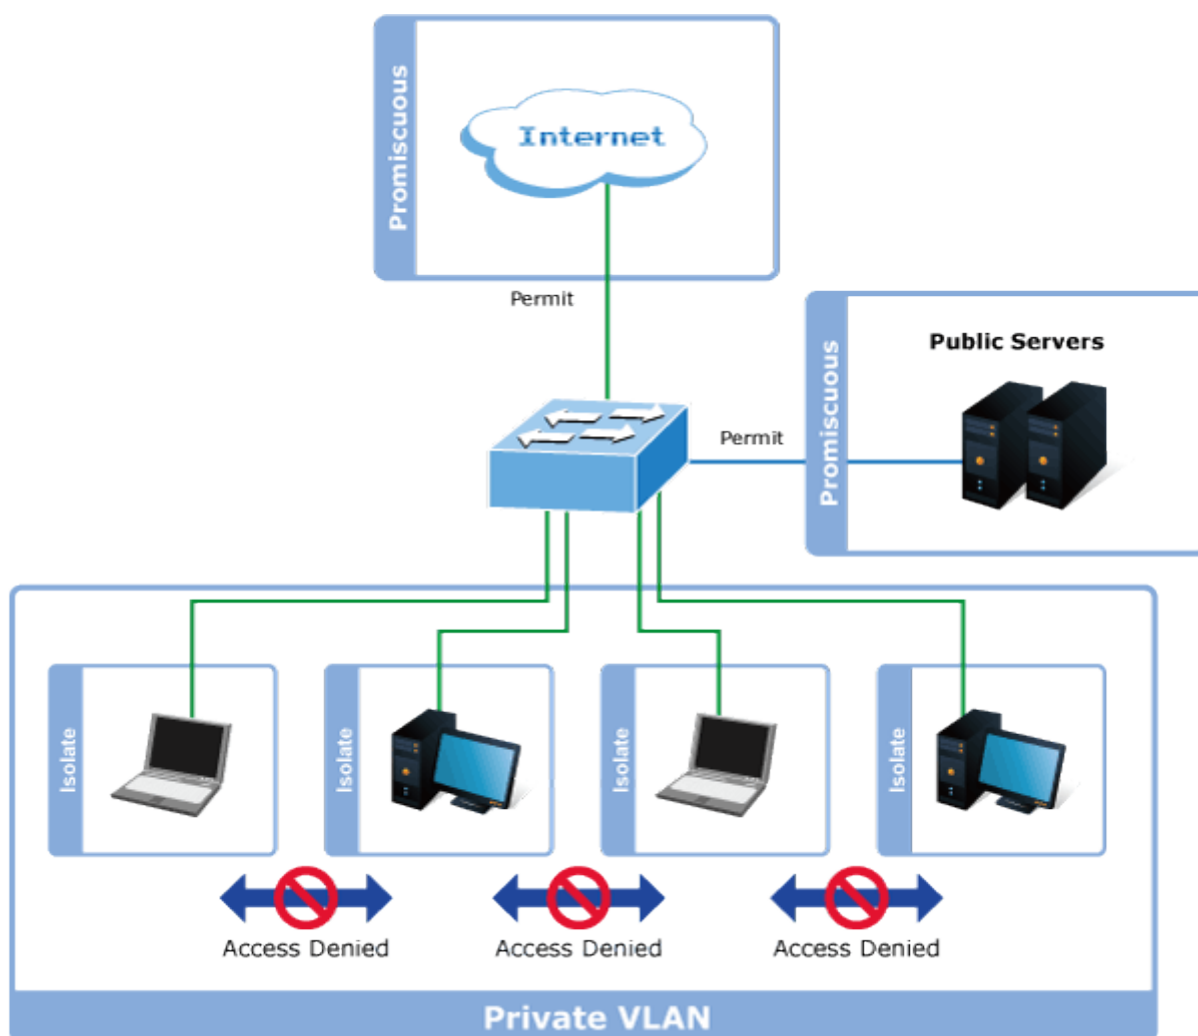 Promiscuous
Internet
Permit
Promiscuous
Public Servers
Permit
Isolate
Isolate
Isolate
Isolate
Access Denied
Access Denied
Access Denied
Private VLAN